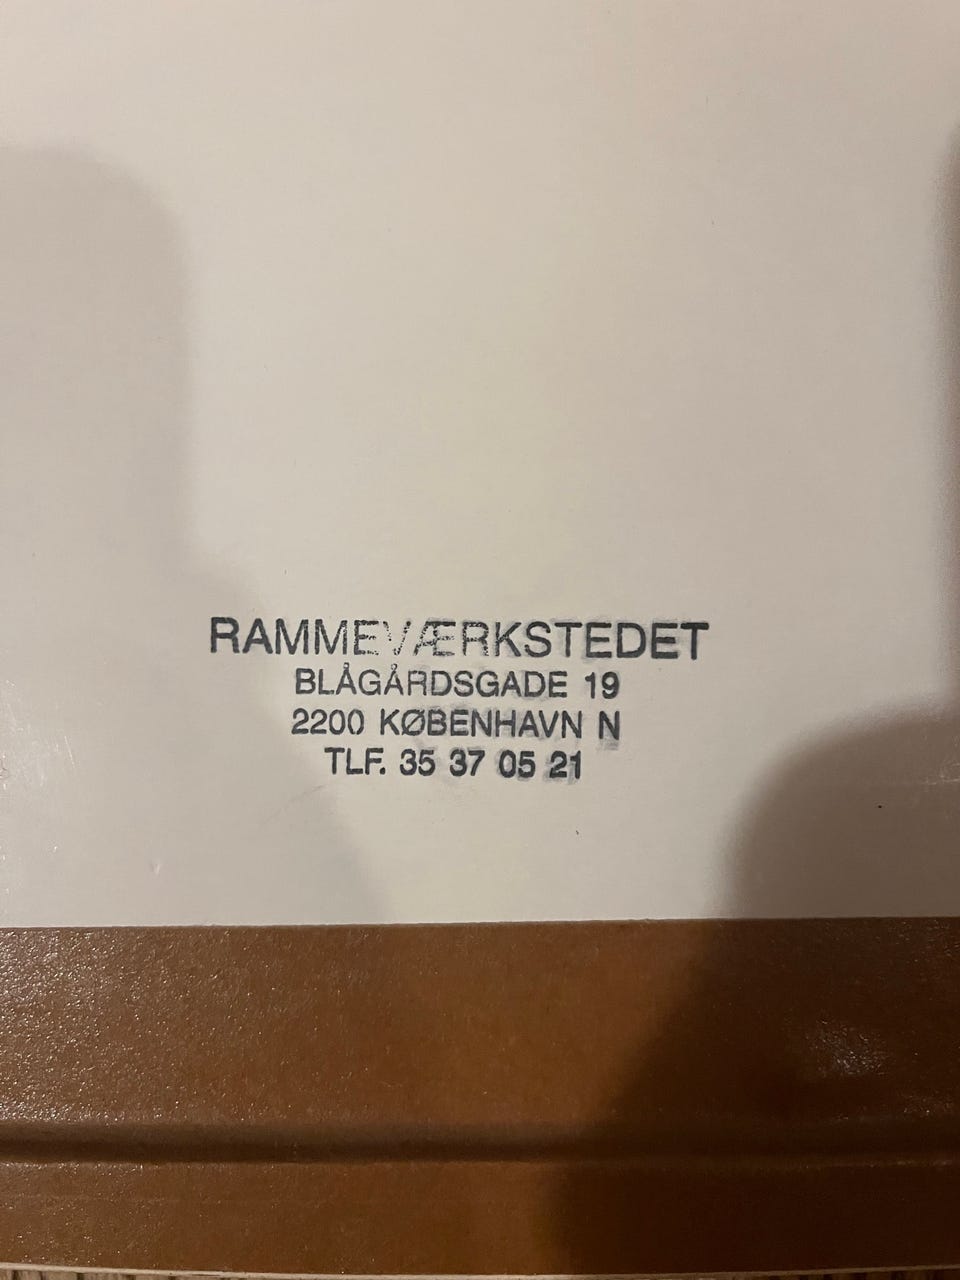 RAMMEVÆRKSTEDET
BLÅGÅRDSGADE 19
2200 KØBENHAVN N
TLF. 35 37 05 21